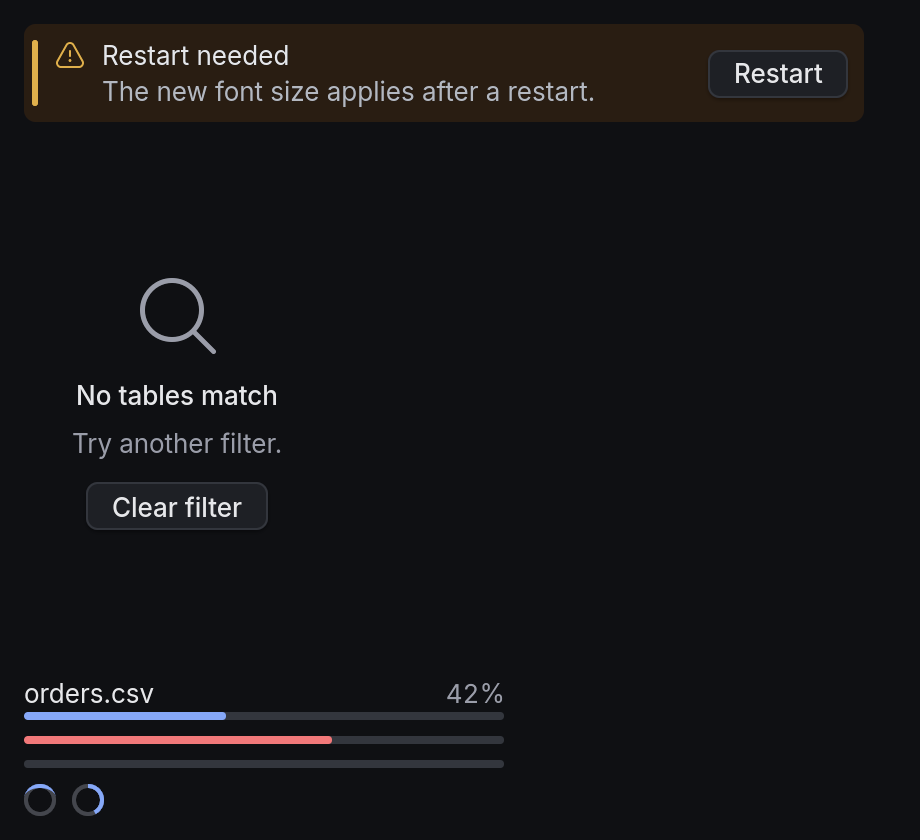 Restart needed
The new font size applies after a restart.
Restart
No tables match
Try another filter.
Clear filter
orders.csv 42%